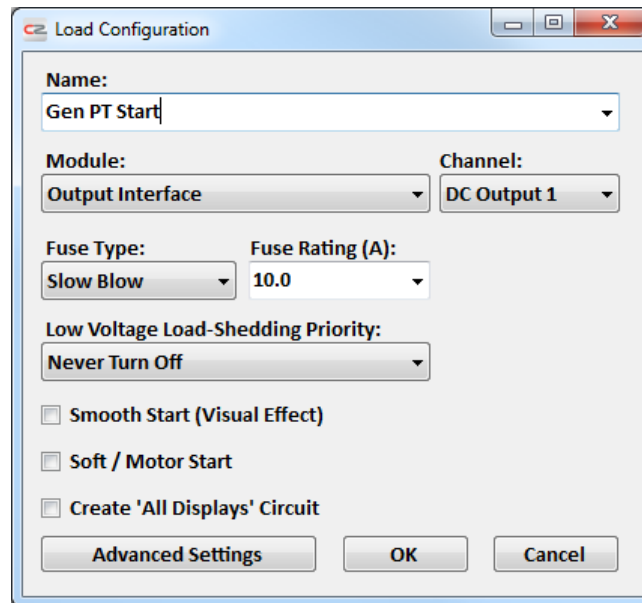 CZ Load Configuration
Name:
Gen PT Start
Module: Channel:
Output Interface DC Output 1
Fuse Type: Fuse Rating (A):
Slow Blow 10.0
Low Voltage Load-Shedding Priority:
Never Turn Off
Smooth Start (Visual Effect)
Soft / Motor Start
Create 'All Displays' Circuit
Advanced Settings OK Cancel